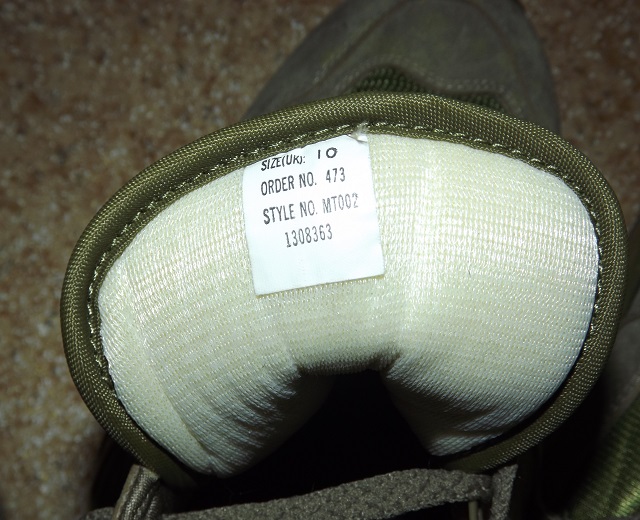 SIZE(UK): 10
ORDER NO. 473
STYLE NO. MT002
1308363